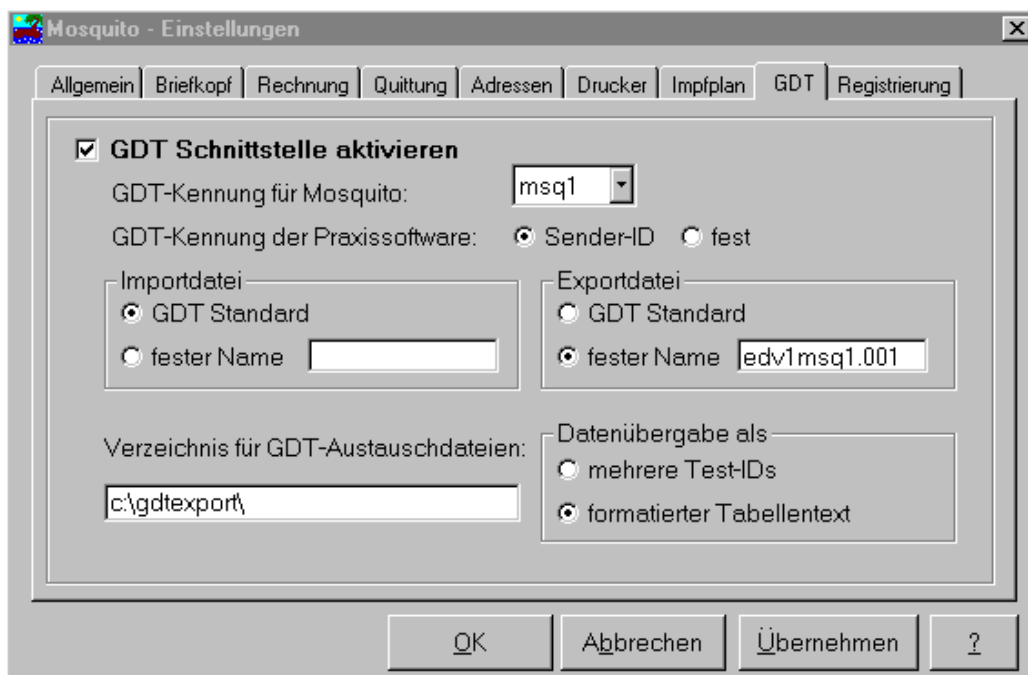 Mosquito - Einstellungen
Allgemein Briefkopf Rechnung Quittung Adressen Drucker Impfplan GDT Registrierung
GDT Schnittstelle aktivieren
GDT-Kennung für Mosquito: msq1
GDT-Kennung der Praxissoftware: Sender-ID fest
Importdatei
GDT Standard
fester Name
Exportdatei
GDT Standard
fester Name edv1msq1.001
Verzeichnis für GDT-Austauschdateien:
c:\gdtexport\
Datenübergabe als
mehrere Test-IDs
formatierter Tabellentext
OK Abbrechen Übernehmen ?